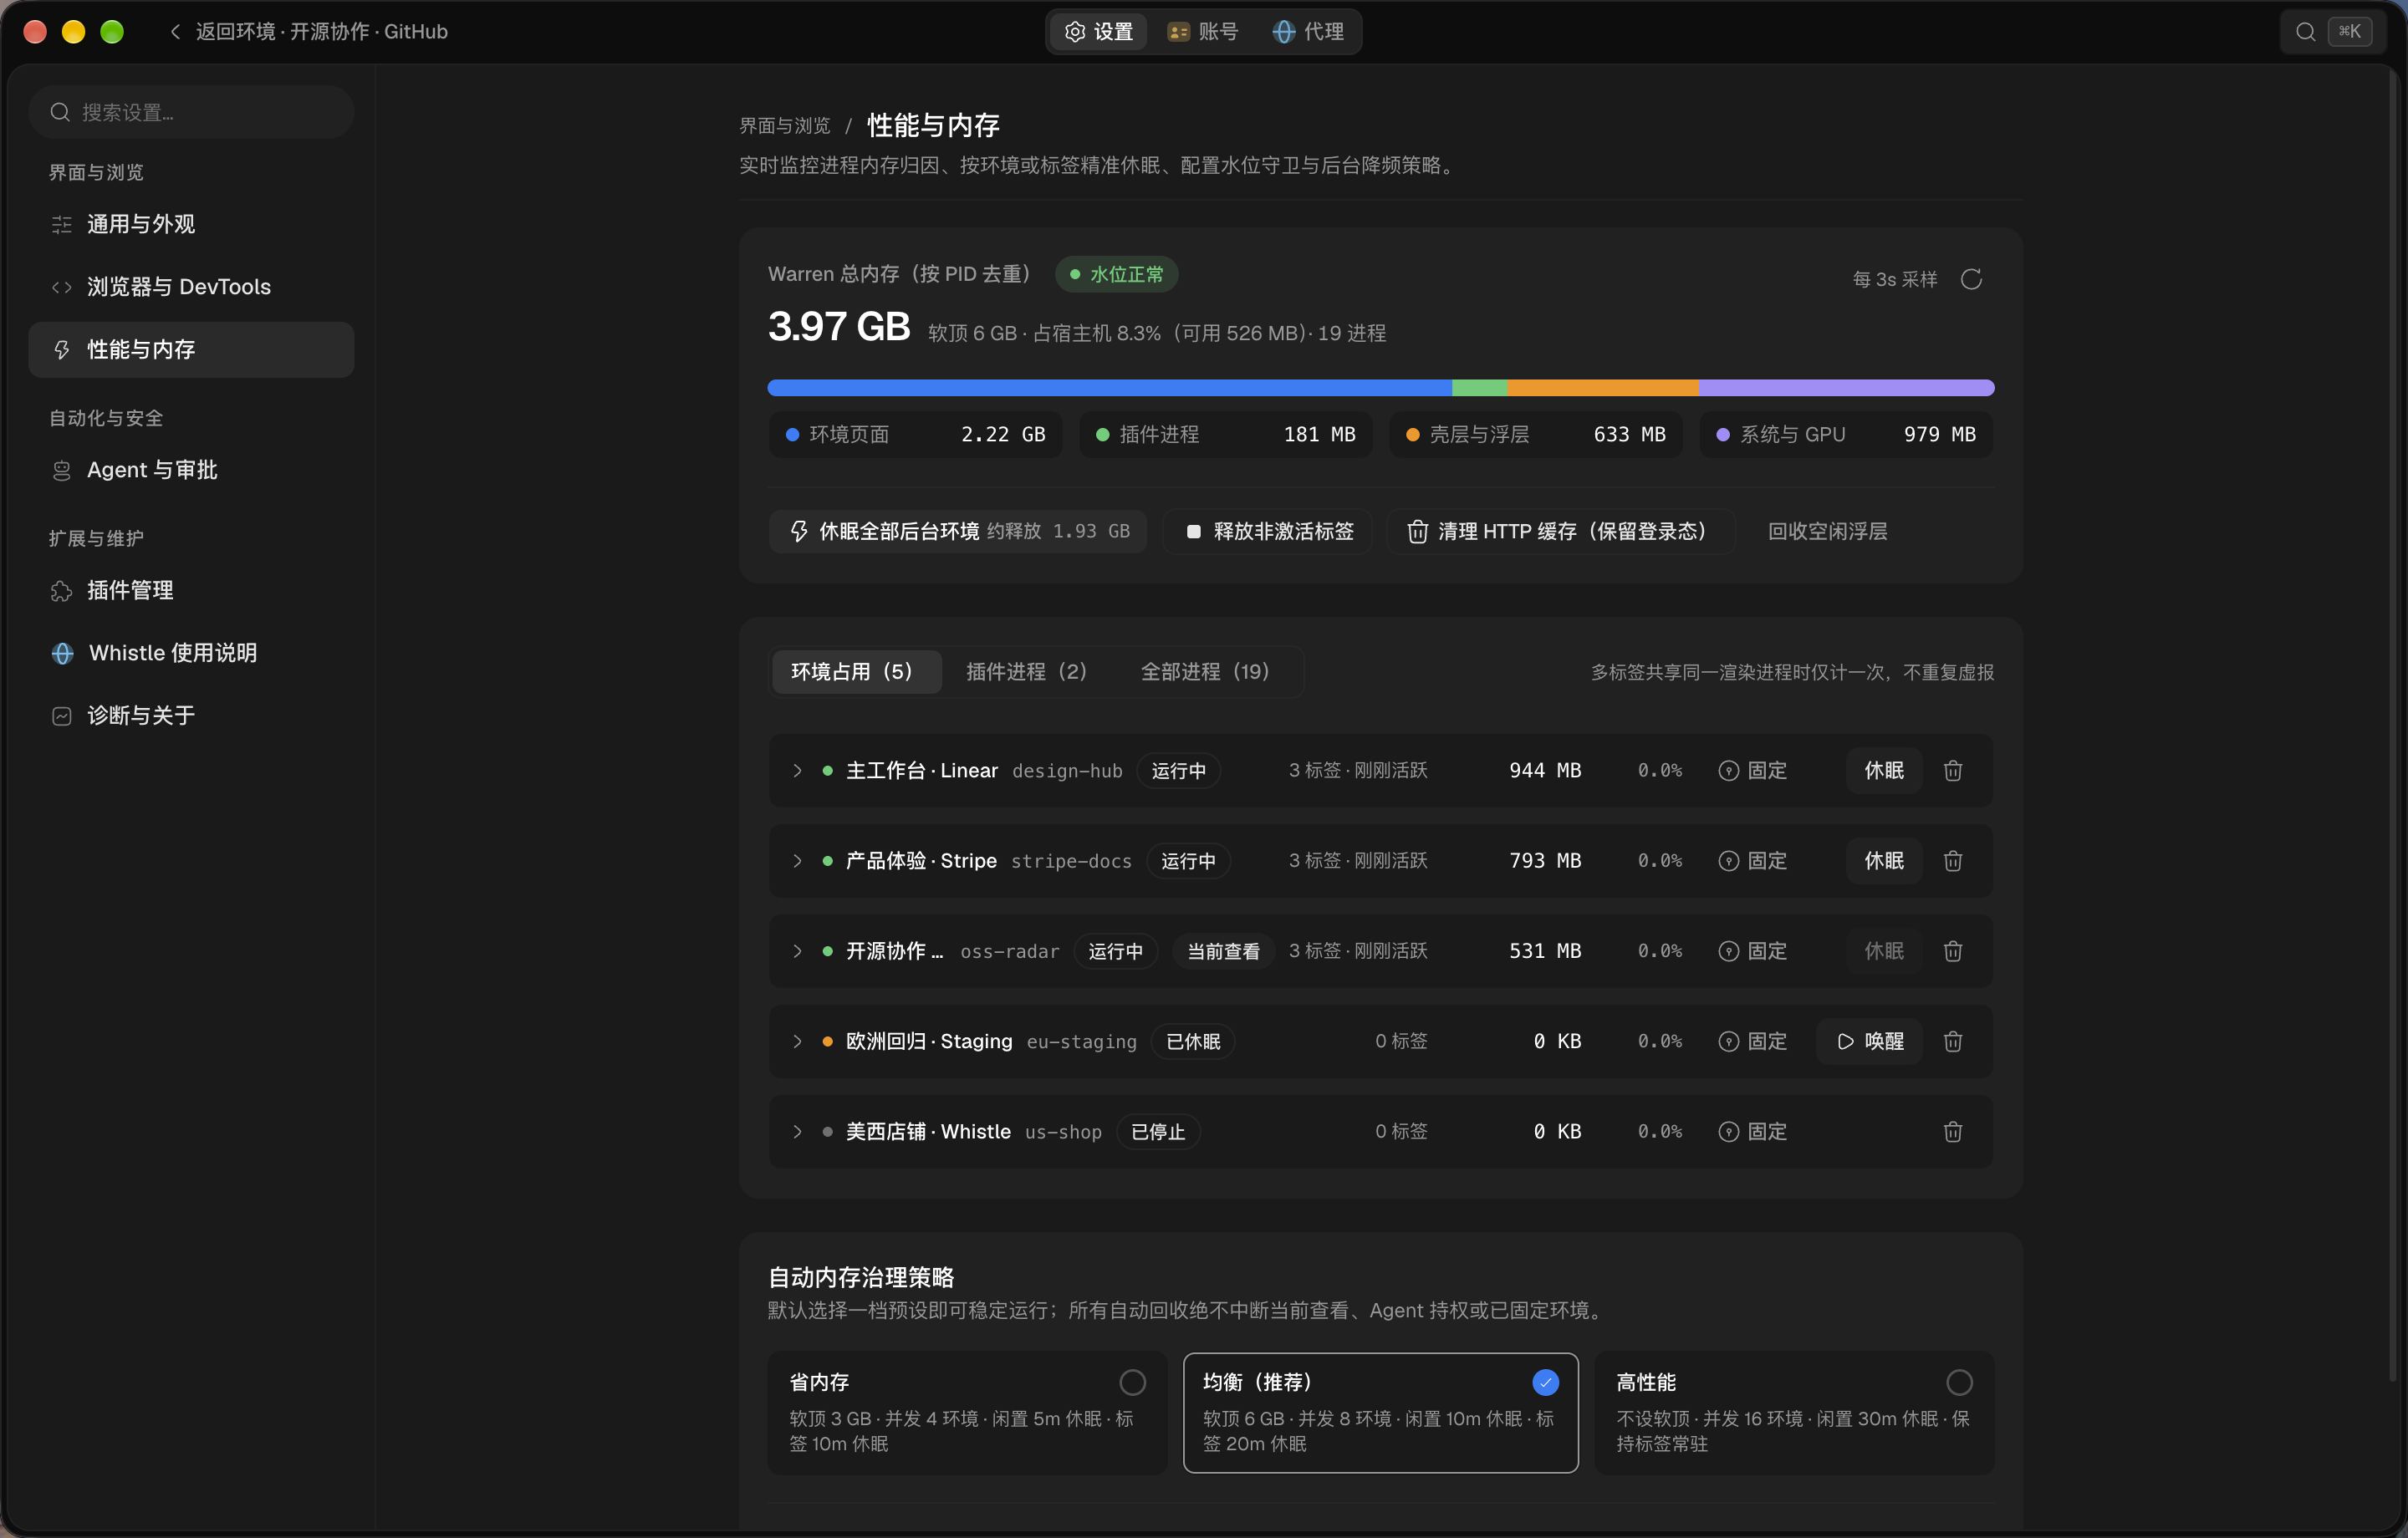 返回环境 · 开源协作 · GitHub
设置
账号
代理
⌘K
搜索设置...
界面与浏览
通用与外观
浏览器与 DevTools
性能与内存
自动化与安全
Agent 与审批
扩展与维护
插件管理
Whistle 使用说明
诊断与关于
界面与浏览 / 性能与内存
实时监控进程内存归因、按环境或标签精准休眠、配置水位守卫与后台降频策略。
Warren 总内存（按 PID 去重） 水位正常
每 3s 采样
3.97 GB 软顶 6 GB · 占宿主机 8.3%（可用 526 MB）· 19 进程
环境页面 2.22 GB
插件进程 181 MB
壳层与浮层 633 MB
系统与 GPU 979 MB
休眠全部后台环境 约释放 1.93 GB
释放非激活标签
清理 HTTP 缓存（保留登录态）
回收空闲浮层
环境占用（5）
插件进程（2）
全部进程（19）
多标签共享同一渲染进程时仅计一次，不重复虚报
主工作台 · Linear design-hub 运行中 3 标签 · 刚刚活跃 944 MB 0.0% 固定 休眠
产品体验 · Stripe stripe-docs 运行中 3 标签 · 刚刚活跃 793 MB 0.0% 固定 休眠
开源协作 ... oss-radar 运行中 当前查看 3 标签 · 刚刚活跃 531 MB 0.0% 固定 休眠
欧洲回归 · Staging eu-staging 已休眠 0 标签 0 KB 0.0% 固定 唤醒
美西店铺 · Whistle us-shop 已停止 0 标签 0 KB 0.0% 固定
自动内存治理策略
默认选择一档预设即可稳定运行；所有自动回收绝不中断当前查看、Agent 持权或已固定环境。
省内存
软顶 3 GB · 并发 4 环境 · 闲置 5m 休眠 · 标
签 10m 休眠
均衡（推荐）
软顶 6 GB · 并发 8 环境 · 闲置 10m 休眠 · 标
签 20m 休眠
高性能
不设软顶 · 并发 16 环境 · 闲置 30m 休眠 · 保
持标签常驻